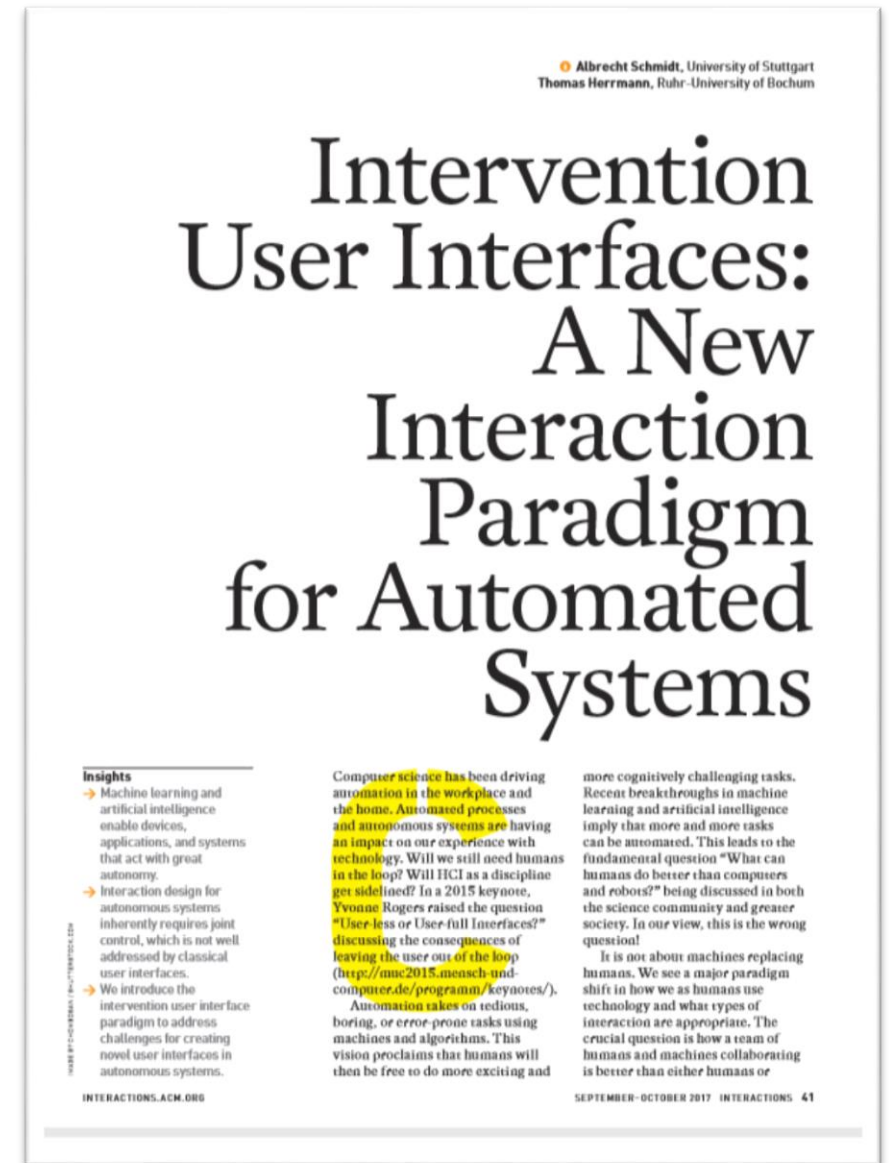 Albrecht Schmidt, University of Stuttgart
Thomas Herrmann, Ruhr-University of Bochum
Intervention
User Interfaces:
A New
Interaction
Paradigm
for Automated
Systems
Insights
→ Machine learning and
artificial intelligence
enable devices,
applications, and systems
that act with great
autonomy.
→ Interaction design for
autonomous systems
inherently requires joint
control, which is not well
addressed by classical
user interfaces.
→ We introduce the
intervention user interface
paradigm to address
challenges for creating
novel user interfaces in
autonomous systems.
Computer science has been driving
automation in the workplace and
the home. Automated processes
and autonomous systems are having
an impact on our experience with
technology. Will we still need humans
in the loop? Will HCI as a discipline
get sidelined? In a 2015 keynote,
Yvonne Rogers raised the question
"User-less or User-full Interfaces?"
discussing the consequences of
leaving the user out of the loop
(http://muc2015.mensch-und-
computer.de/programm/keynotes/).
Automation takes on tedious,
boring, or error-prone tasks using
machines and algorithms. This
vision proclaims that humans will
then be free to do more exciting and
more cognitively challenging tasks.
Recent breakthroughs in machine
learning and artificial intelligence
imply that more and more tasks
can be automated. This leads to the
fundamental question "What can
humans do better than computers
and robots?" being discussed in both
the science community and greater
society. In our view, this is the wrong
question!
It is not about machines replacing
humans. We see a major paradigm
shift in how we as humans use
technology and what types of
interaction are appropriate. The
crucial question is how a team of
humans and machines collaborating
is better than either humans or
C
INTERACTIONS.ACM.ORG
SEPTEMBER–OCTOBER 2017 INTERACTIONS 41